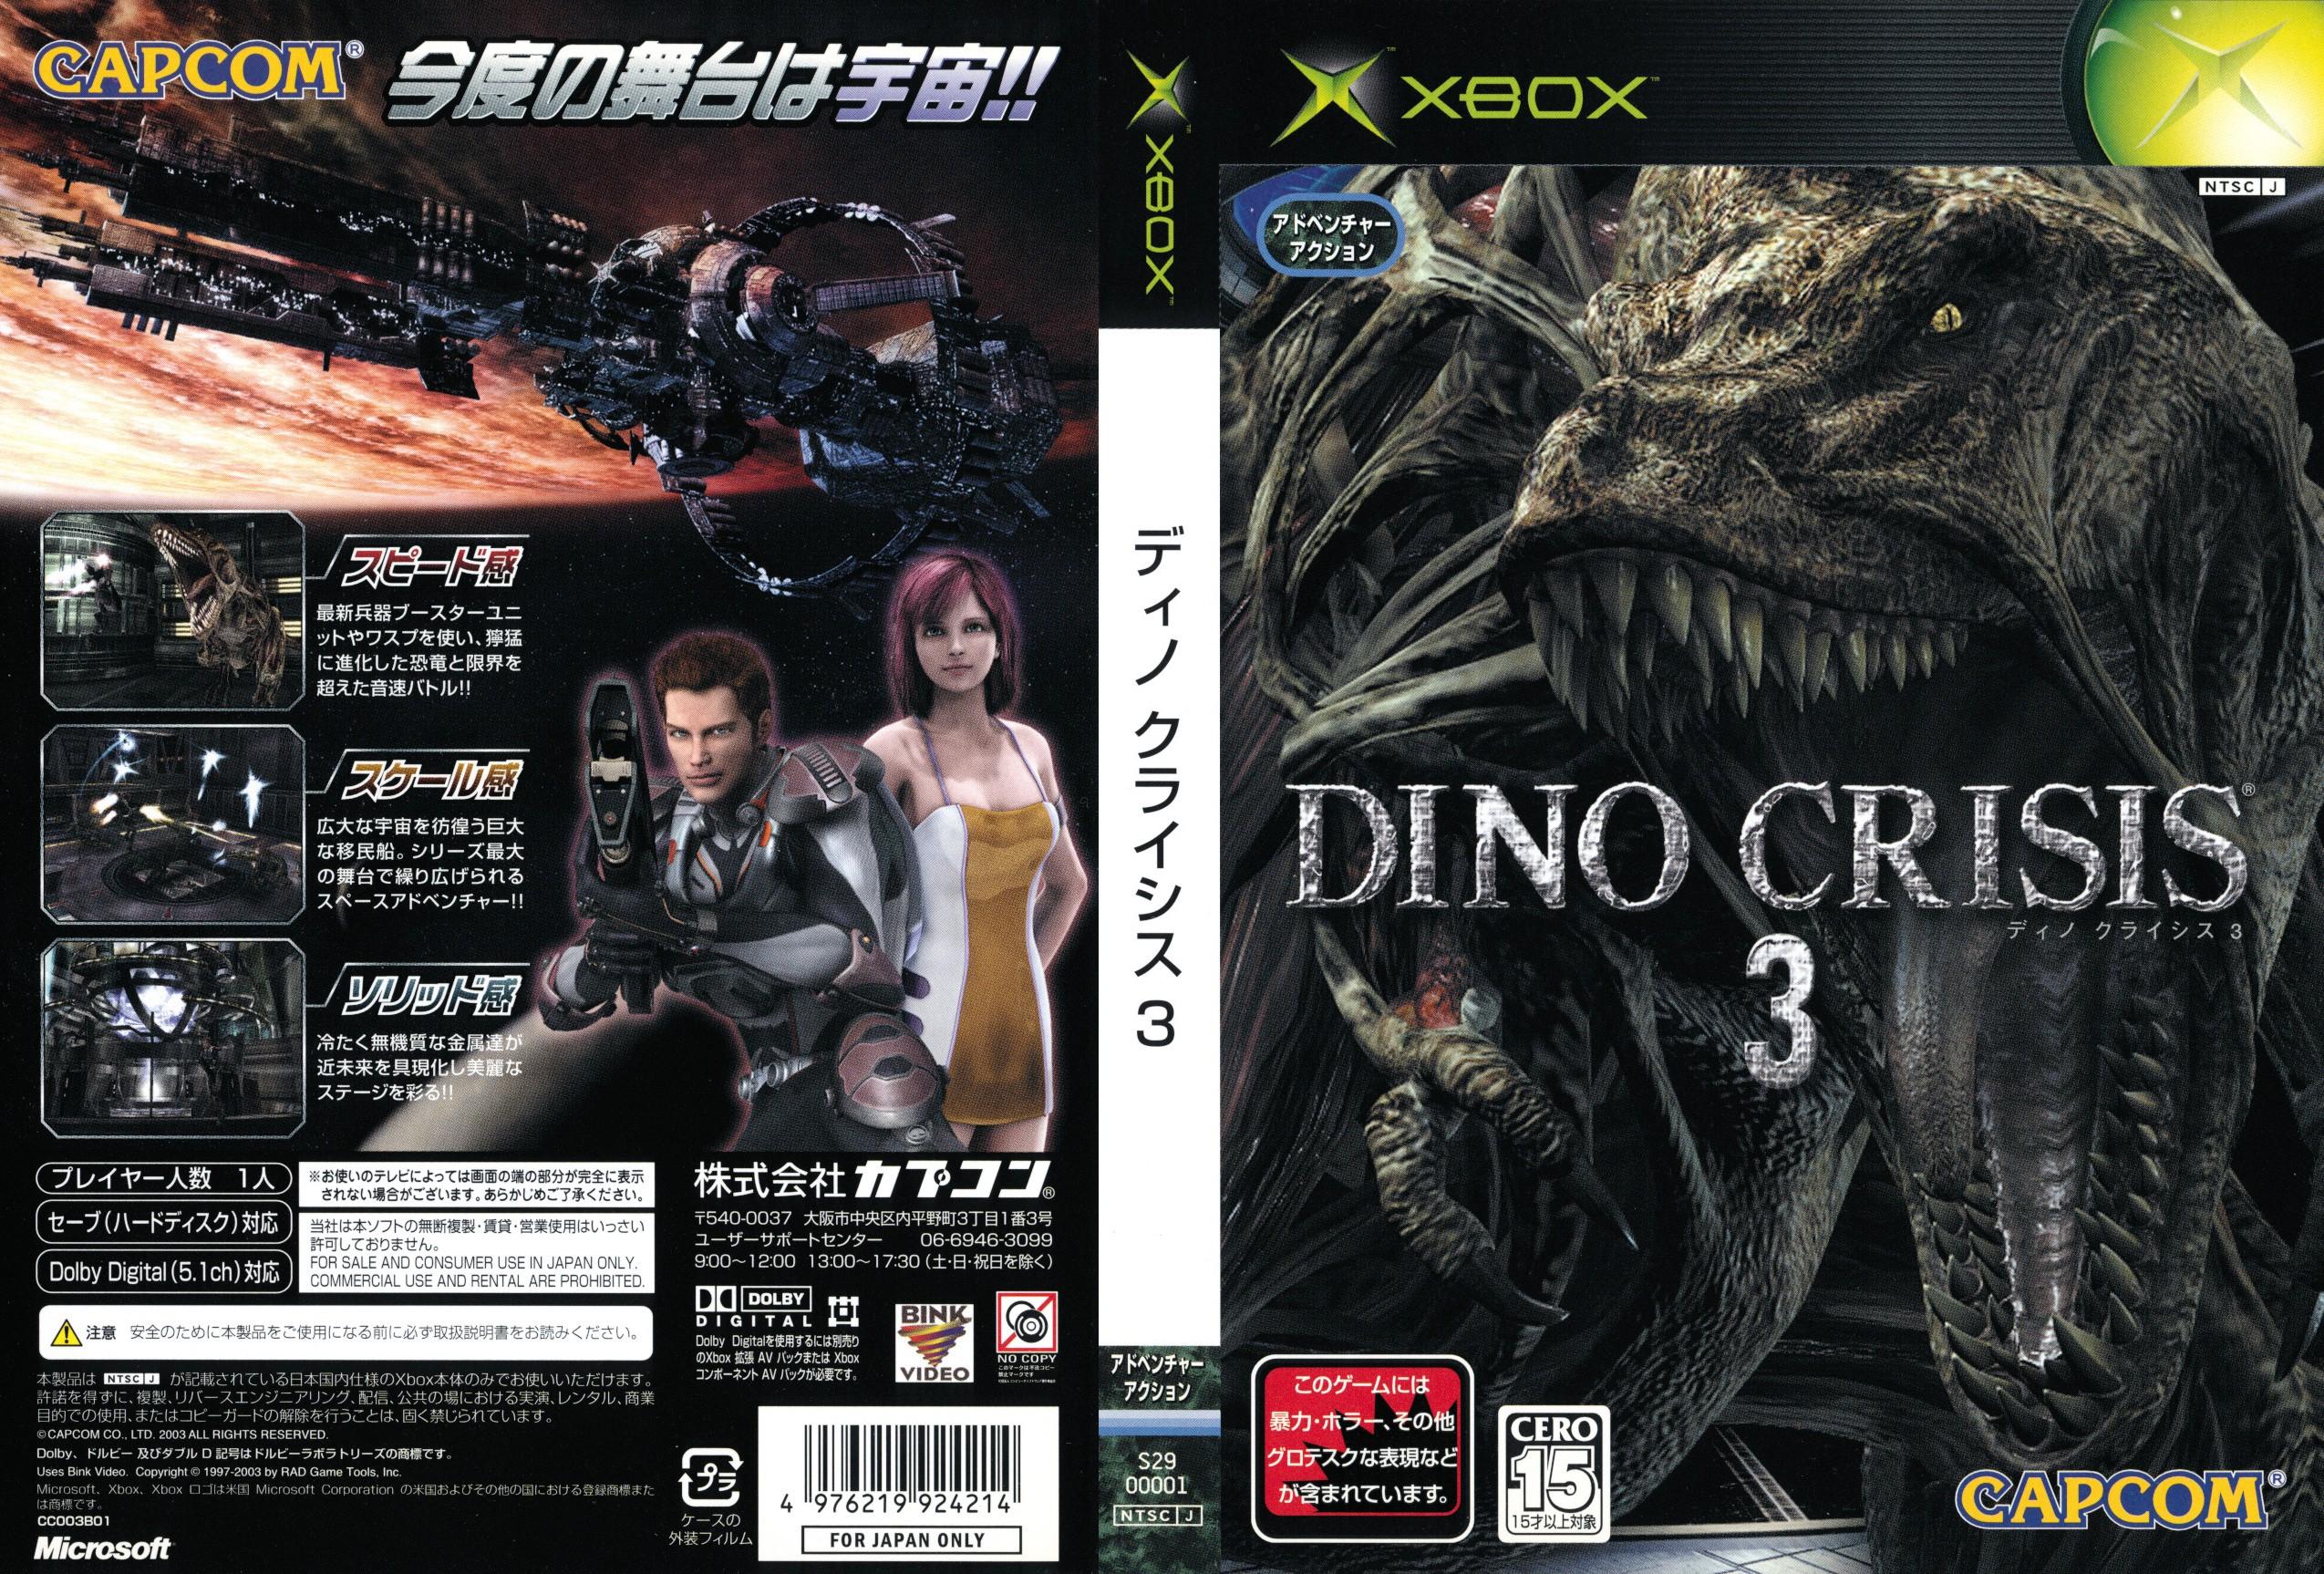 CAPCOM®
今度の舞台は宇宙!!
スピード感
最新兵器ブースターユニ
ットやワスプを使い、獰猛
に進化した恐竜と限界を
超えた音速バトル!!
スケール感
広大な宇宙を彷徨う巨大
な移民船。シリーズ最大
の舞台で繰り広げられる
スペースアドベンチャー!!
ソリッド感
冷たく無機質な金属達が
近未来を具現化し美麗な
ステージを彩る!!
プレイヤー人数 1人
セーブ(ハードディスク)対応
Dolby Digital(5.1ch)対応
※お使いのテレビによっては画面の端の部分が完全に表示
されない場合がございます。あらかじめご了承ください。
当社は本ソフトの無断複製・賃貸・営業使用はいっさい
許可しておりません。
FOR SALE AND CONSUMER USE IN JAPAN ONLY.
COMMERCIAL USE AND RENTAL ARE PROHIBITED.
注意 安全のために本製品をご使用になる前に必ず取扱説明書をお読みください。
本製品は NTSC J が記載されている日本国内仕様のXbox本体のみでお使いいただけます。
許諾を得ずに、複製、リバースエンジニアリング、配信、公共の場における実演、レンタル、商業
目的での使用、またはコピーガードの解除を行うことは、固く禁じられています。
©CAPCOM CO., LTD. 2003 ALL RIGHTS RESERVED.
Dolby、ドルビー 及びダブル D 記号はドルビーラボラトリーズの商標です。
Uses Bink Video. Copyright © 1997-2003 by RAD Game Tools, Inc.
Microsoft、Xbox、Xbox ロゴは米国 Microsoft Corporation の米国およびその他の国における登録商標また
は商標です。
CC003B01
Microsoft
株式会社カプコン®
〒540-0037 大阪市中央区内平野町3丁目1番3号
ユーザーサポートセンター 06-6946-3099
9:00～12:00 13:00～17:30(土・日・祝日を除く)
DOLBY
DIGITAL
Dolby Digitalを使用するには別売り
のXbox 拡張 AV パックまたは Xbox
コンポーネント AV パックが必要です。
BINK
VIDEO
NO COPY
プラ
ケースの
外装フィルム
4 976219 924214
FOR JAPAN ONLY
XBOX™
ディノ クライシス 3
アドベンチャー
アクション
S29
00001
NTSC J
XBOX™
NTSC J
アドベンチャー
アクション
DINO CRISIS®
ディノ クライシス 3
3
このゲームには
暴力・ホラー、その他
グロテスクな表現など
が含まれています。
CERO
15
15才以上対象
CAPCOM®